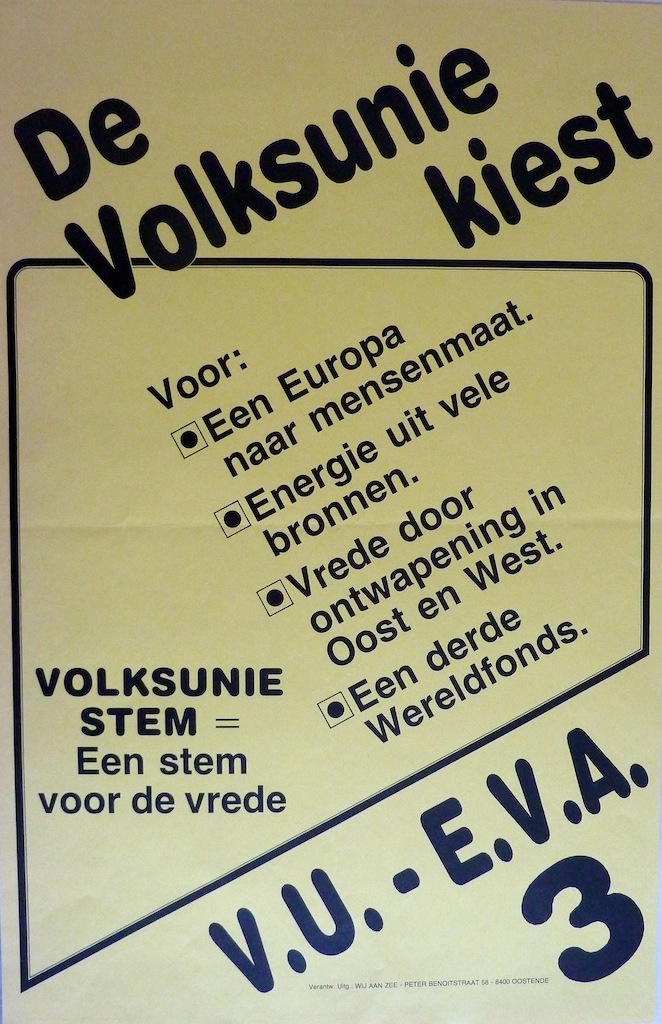 De
Volksunie
kiest
Voor:
Een Europa
naar mensenmaat.
Energie uit vele
bronnen.
Vrede door
ontwapening in
Oost en West.
Een derde
Wereldfonds.
VOLKSUNIE
STEM =
Een stem
voor de vrede
V.U. - E.V.A.
3
Verantw. Uitg.: WIJ AAN ZEE - PETER BENOITSTRAAT 58 - 8400 OOSTENDE